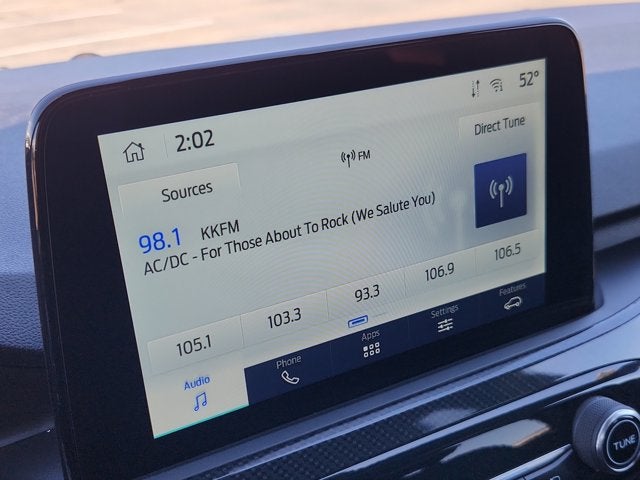 2:02
52°
FM
Direct Tune
Sources
98.1 KKFM
AC/DC - For Those About To Rock (We Salute You)
105.1 103.3 93.3 106.9 106.5
Audio Phone Apps Settings Features
TUNE